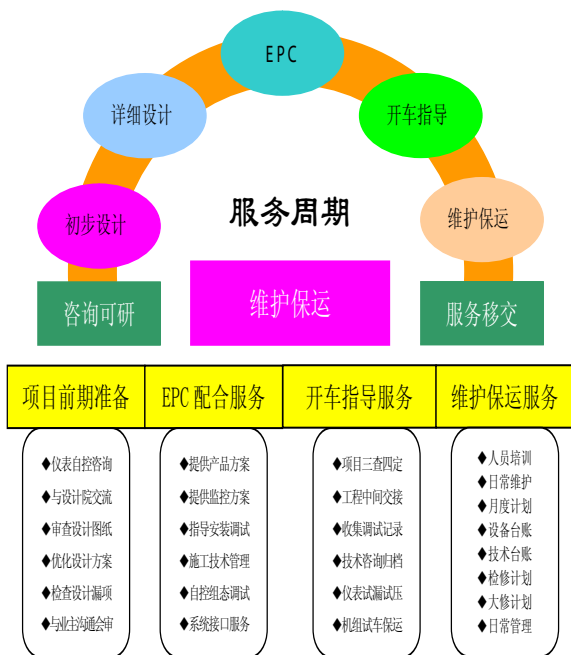 EPC
详细设计
开车指导
初步设计
服务周期
维护保运
咨询可研
维护保运
服务移交
项目前期准备
EPC 配合服务
开车指导服务
维护保运服务
◆仪表自控咨询
◆与设计院交流
◆审查设计图纸
◆优化设计方案
◆检查设计漏项
◆与业主沟通会审
◆提供产品方案
◆提供监控方案
◆指导安装调试
◆施工技术管理
◆自控组态调试
◆系统接口服务
◆项目三查四定
◆工程中间交接
◆收集调试记录
◆技术咨询归档
◆仪表试漏试压
◆机组试车保运
◆人员培训
◆日常维护
◆月度计划
◆设备台账
◆技术台账
◆检修计划
◆大修计划
◆日常管理